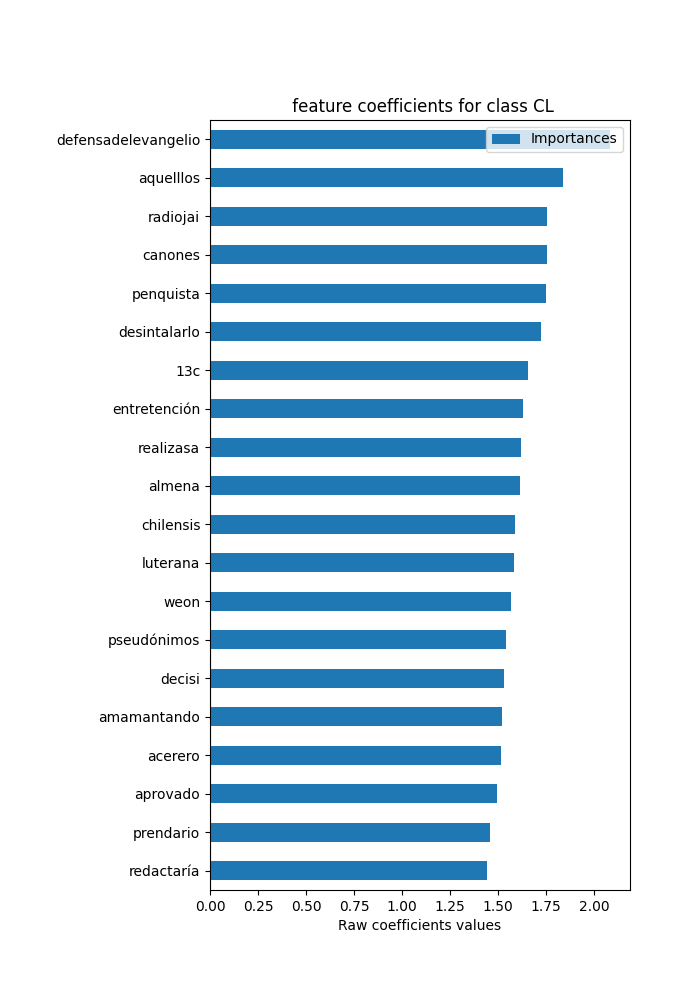 feature coefficients for class CL
Importances
defensadelevangelio
aquelllos
radiojai
canones
penquista
desintalarlo
13c
entretención
realizasa
almena
chilensis
luterana
weon
pseudónimos
decisi
amamantando
acerero
aprovado
prendario
redactaría
0.00 0.25 0.50 0.75 1.00 1.25 1.50 1.75 2.00
Raw coefficients values